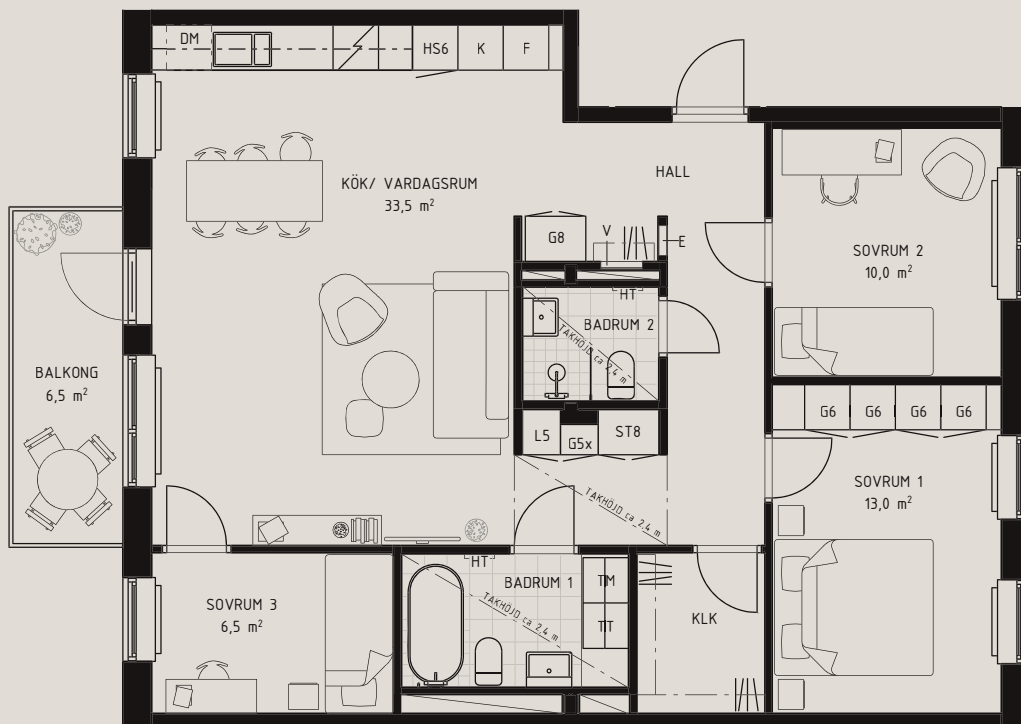 DM
HS6
K
F
KÖK/ VARDAGSRUM
33,5 m²
HALL
G8
V
E
SOVRUM 2
10,0 m²
HT
BADRUM 2
TAKHÖJD ca 2,4 m
BALKONG
6,5 m²
L5
G5x
ST8
G6
G6
G6
G6
SOVRUM 1
13,0 m²
TAKHÖJD ca 2,4 m
HT
BADRUM 1
TM
TT
TAKHÖJD ca 2,4 m
SOVRUM 3
6,5 m²
KLK